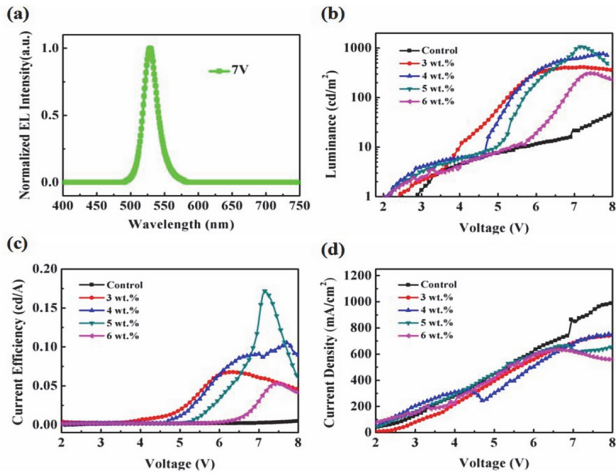 (a)
Normalized EL Intensity(a.u.)
1.0
0.5
0.0
7V
400 450 500 550 600 650 700 750
Wavelength (nm)
(b)
Luminance (cd/m²)
1000
100
10
1
Control
3 wt.%
4 wt.%
5 wt.%
6 wt.%
2 3 4 5 6 7 8
Voltage (V)
(c)
Current Efficiency (cd/A)
0.20
0.15
0.10
0.05
0.00
Control
3 wt.%
4 wt.%
5 wt.%
6 wt.%
2 3 4 5 6 7 8
Voltage (V)
(d)
Current Density (mA/cm²)
1200
1000
800
600
400
200
0
Control
3 wt.%
4 wt.%
5 wt.%
6 wt.%
2 3 4 5 6 7 8
Voltage (V)